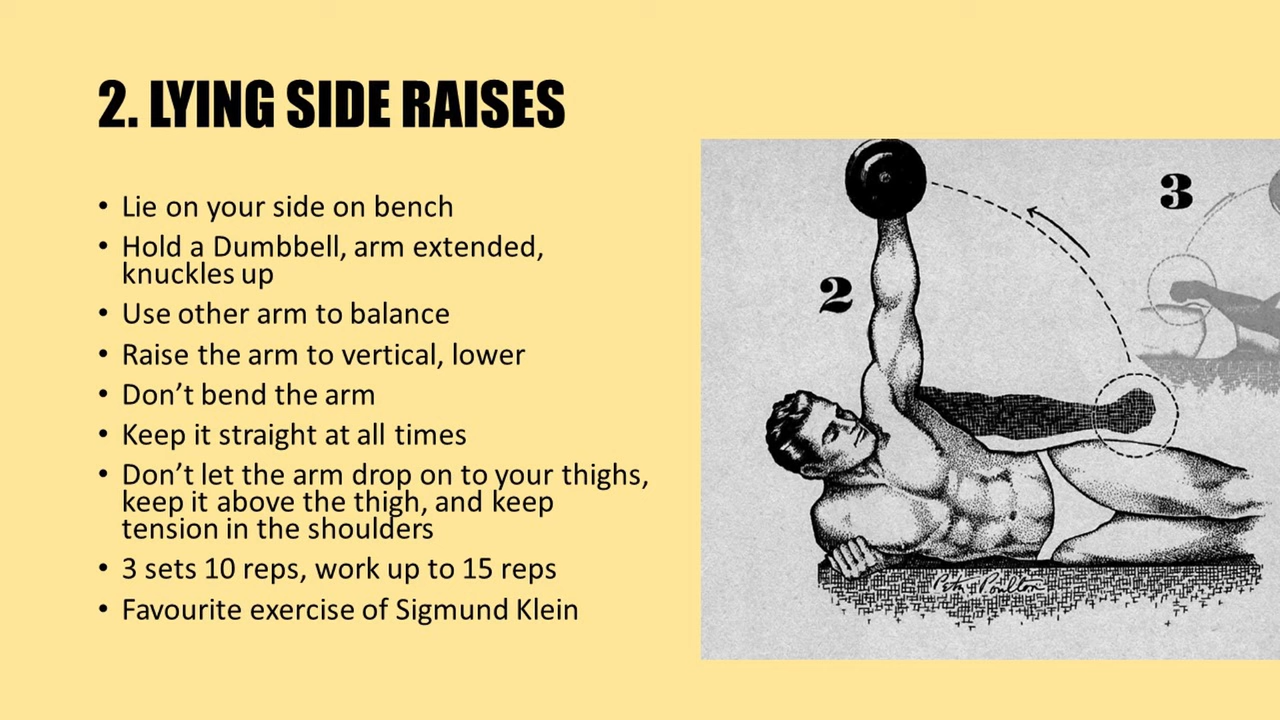 2. LYING SIDE RAISES
• Lie on your side on bench
• Hold a Dumbbell, arm extended,
knuckles up
• Use other arm to balance
• Raise the arm to vertical, lower
• Don’t bend the arm
• Keep it straight at all times
• Don’t let the arm drop on to your thighs,
keep it above the thigh, and keep
tension in the shoulders
• 3 sets 10 reps, work up to 15 reps
• Favourite exercise of Sigmund Klein
3
2
Poulton